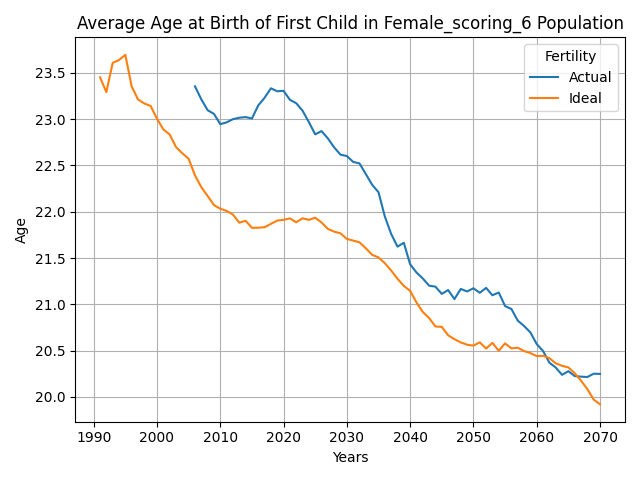 Average Age at Birth of First Child in Female_scoring_6 Population
Fertility
Actual
Ideal
Age
23.5
23.0
22.5
22.0
21.5
21.0
20.5
20.0
1990
2000
2010
2020
2030
2040
2050
2060
2070
Years